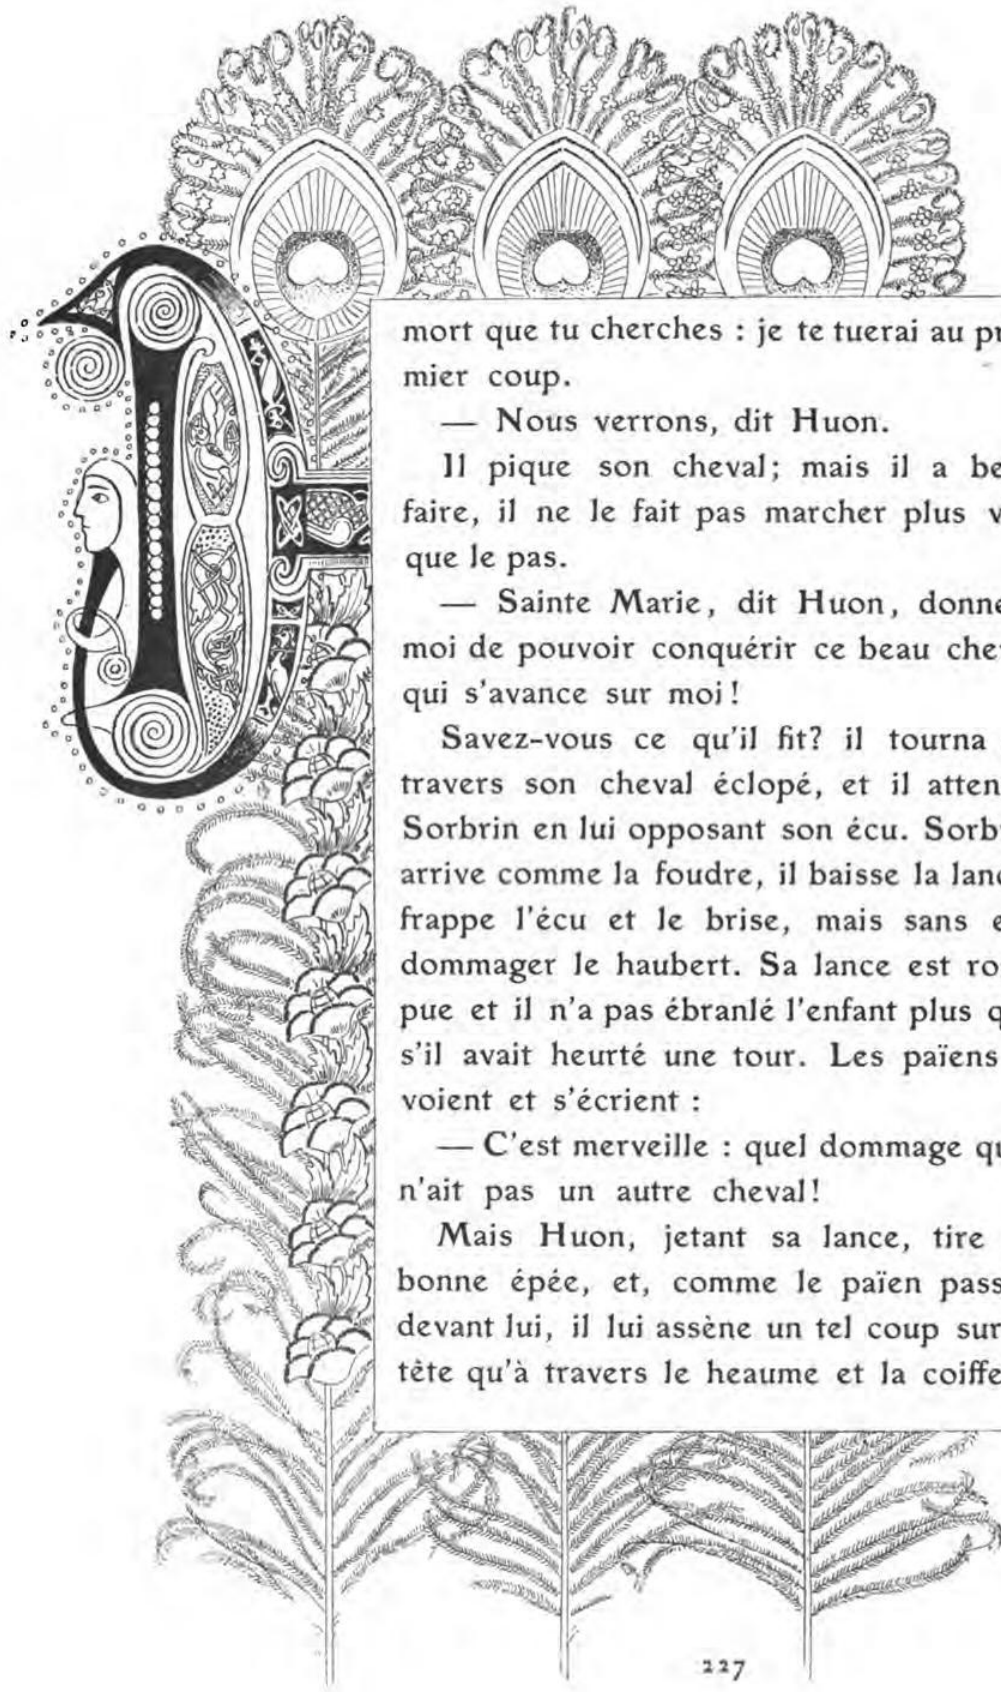 mort que tu cherches : je te tuerai au pr
mier coup.
— Nous verrons, dit Huon.
Il pique son cheval; mais il a be
faire, il ne le fait pas marcher plus v
que le pas.
— Sainte Marie, dit Huon, donne
moi de pouvoir conquérir ce beau che
qui s'avance sur moi!
Savez-vous ce qu'il fit? il tourna
travers son cheval éclopé, et il atten
Sorbrin en lui opposant son écu. Sorb
arrive comme la foudre, il baisse la lanc
frappe l'écu et le brise, mais sans e
dommager le haubert. Sa lance est ro
pue et il n'a pas ébranlé l'enfant plus q
s'il avait heurté une tour. Les païens
voient et s'écrient :
— C'est merveille : quel dommage qu
n'ait pas un autre cheval!
Mais Huon, jetant sa lance, tire
bonne épée, et, comme le païen pass
devant lui, il lui assène un tel coup sur
tête qu'à travers le heaume et la coiffe
227